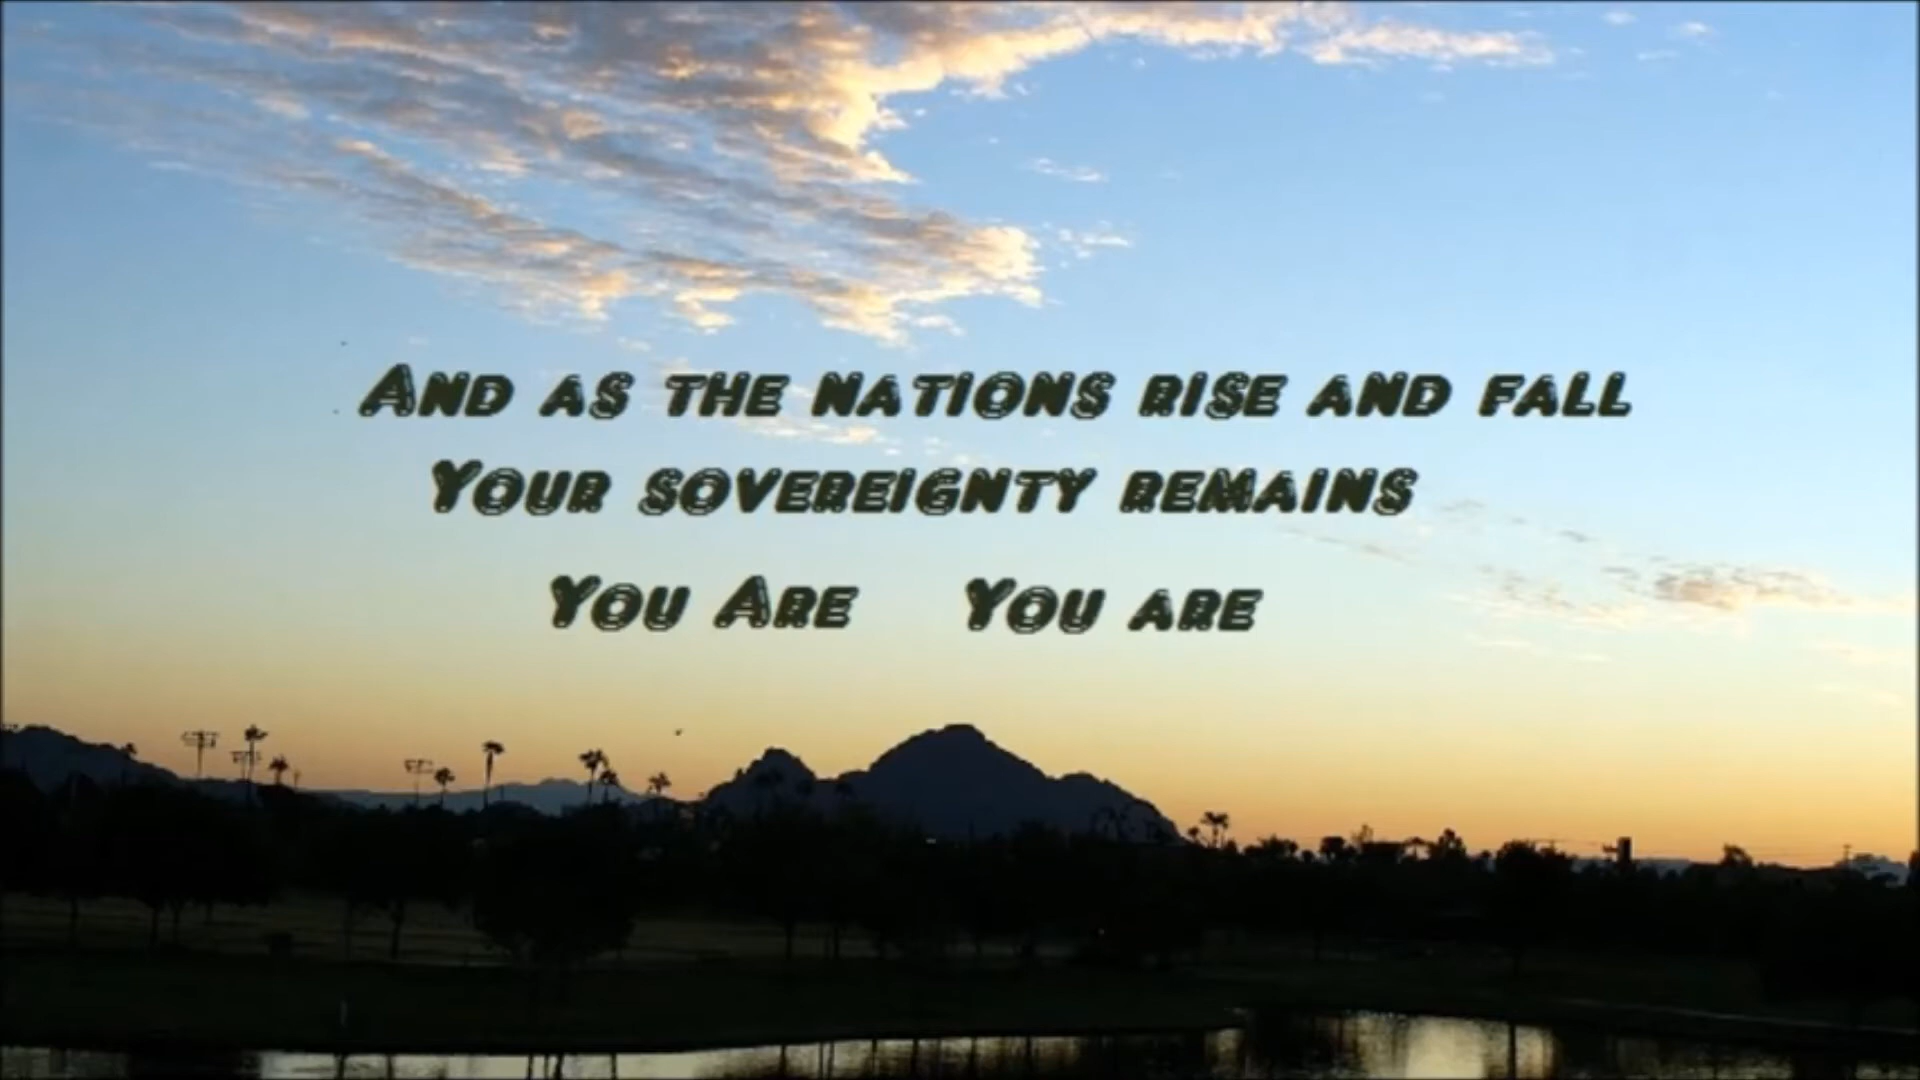 And as the nations rise and fall
Your sovereignty remains
You Are You are